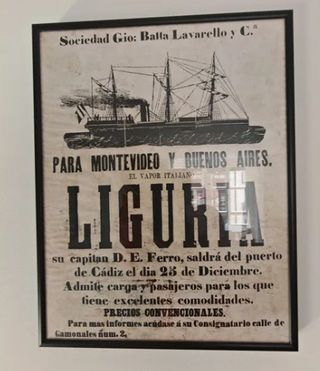 Sociedad Gio: Batta Lavarello y C.ª
PARA MONTEVIDEO Y BUENOS AIRES.
EL VAPOR ITALIANO
LIGURIA
su capitan D. E. Ferro, saldrá del puerto
de Cádiz el dia 25 de Diciembre.
Admite carga y pasajeros para los que
tiene excelentes comodidades.
PRECIOS CONVENCIONALES.
Para mas informes acúdase á su Consignatario calle de
Gamonales núm. 2.